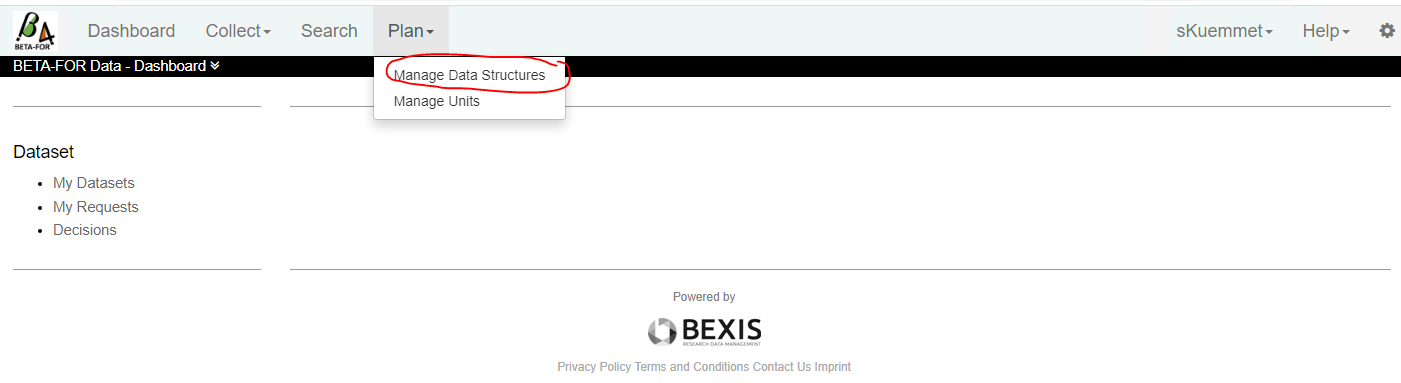 BETA-FOR Dashboard Collect Search Plan sKuemmet Help
BETA-FOR Data - Dashboard
Manage Data Structures
Manage Units
Dataset
My Datasets
My Requests
Decisions
Powered by
BEXIS
RESEARCH DATA MANAGEMENT
Privacy Policy Terms and Conditions Contact Us Imprint